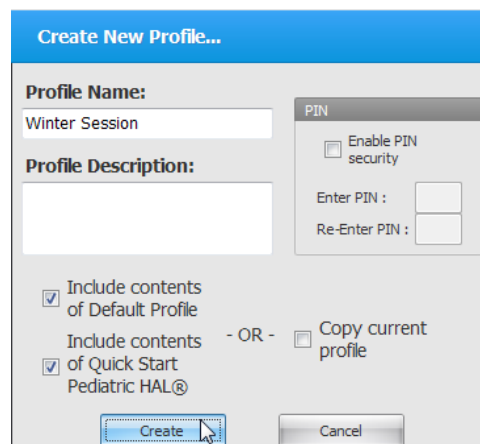 Create New Profile...
Profile Name:
Winter Session
Profile Description:
PIN
Enable PIN
security
Enter PIN :
Re-Enter PIN :
Include contents
of Default Profile
Include contents
of Quick Start
Pediatric HAL®
- OR -
Copy current
profile
Create
Cancel